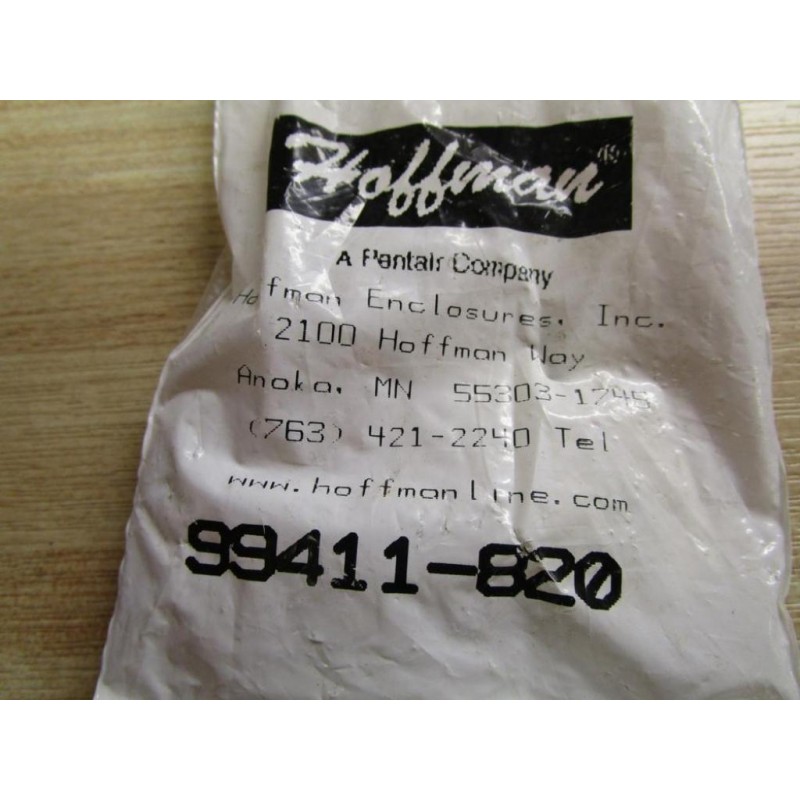 Hoffman®
A Pentair Company
Hoffman Enclosures, Inc.
2100 Hoffman Way
Anoka, MN 55303-1745
(763) 421-2240 Tel
www.hoffmanline.com
99411-820